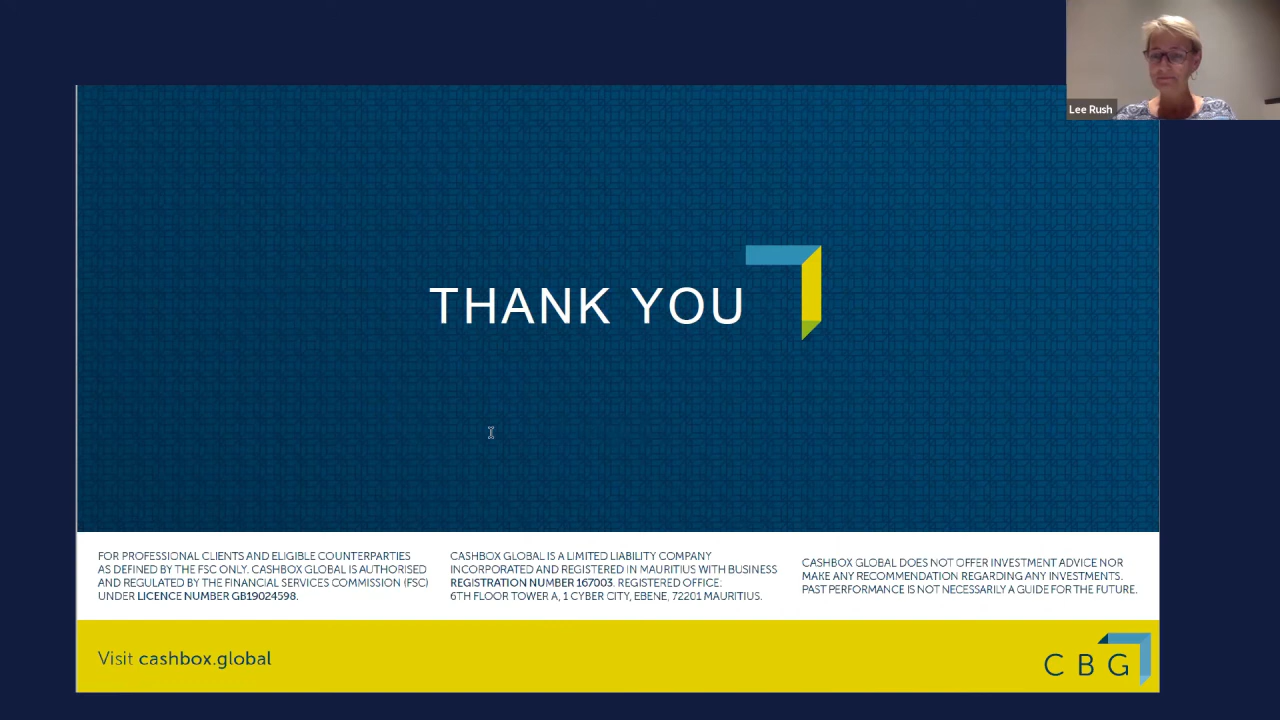 Lee Rush
THANK YOU
FOR PROFESSIONAL CLIENTS AND ELIGIBLE COUNTERPARTIES
AS DEFINED BY THE FSC ONLY. CASHBOX GLOBAL IS AUTHORISED
AND REGULATED BY THE FINANCIAL SERVICES COMMISSION (FSC)
UNDER LICENCE NUMBER GB19024598.
CASHBOX GLOBAL IS A LIMITED LIABILITY COMPANY
INCORPORATED AND REGISTERED IN MAURITIUS WITH BUSINESS
REGISTRATION NUMBER 167003. REGISTERED OFFICE:
6TH FLOOR TOWER A, 1 CYBER CITY, EBENE, 72201 MAURITIUS.
CASHBOX GLOBAL DOES NOT OFFER INVESTMENT ADVICE NOR
MAKE ANY RECOMMENDATION REGARDING ANY INVESTMENTS.
PAST PERFORMANCE IS NOT NECESSARILY A GUIDE FOR THE FUTURE.
Visit cashbox.global
CBG